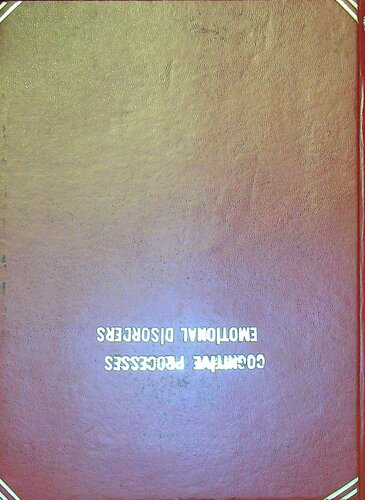 COGNITIVE PROCESSES
EMOTIONAL DISORDERS